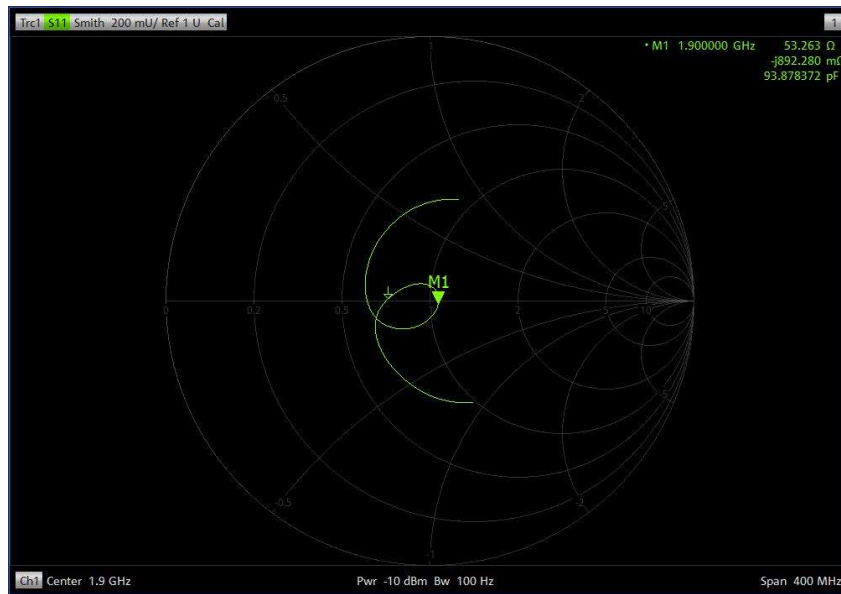 Trc1 S11 Smith 200 mU/ Ref 1 U Cal
1
• M1 1.900000 GHz 53.263 Ω
-j892.280 mΩ
93.878372 pF
1
0.5
2
5
M1
0
0.2
0.5
1
2
5
10
-5
-0.5
-2
-1
Ch1 Center 1.9 GHz Pwr -10 dBm Bw 100 Hz Span 400 MHz